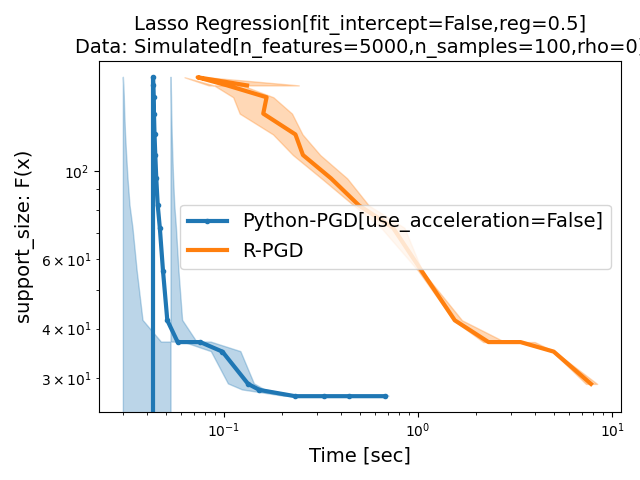 Lasso Regression[fit_intercept=False,reg=0.5]
Data: Simulated[n_features=5000,n_samples=100,rho=0]
support_size: F(x)
10²
6 × 10¹
4 × 10¹
3 × 10¹
Python-PGD[use_acceleration=False]
R-PGD
10⁻¹
10⁰
10¹
Time [sec]